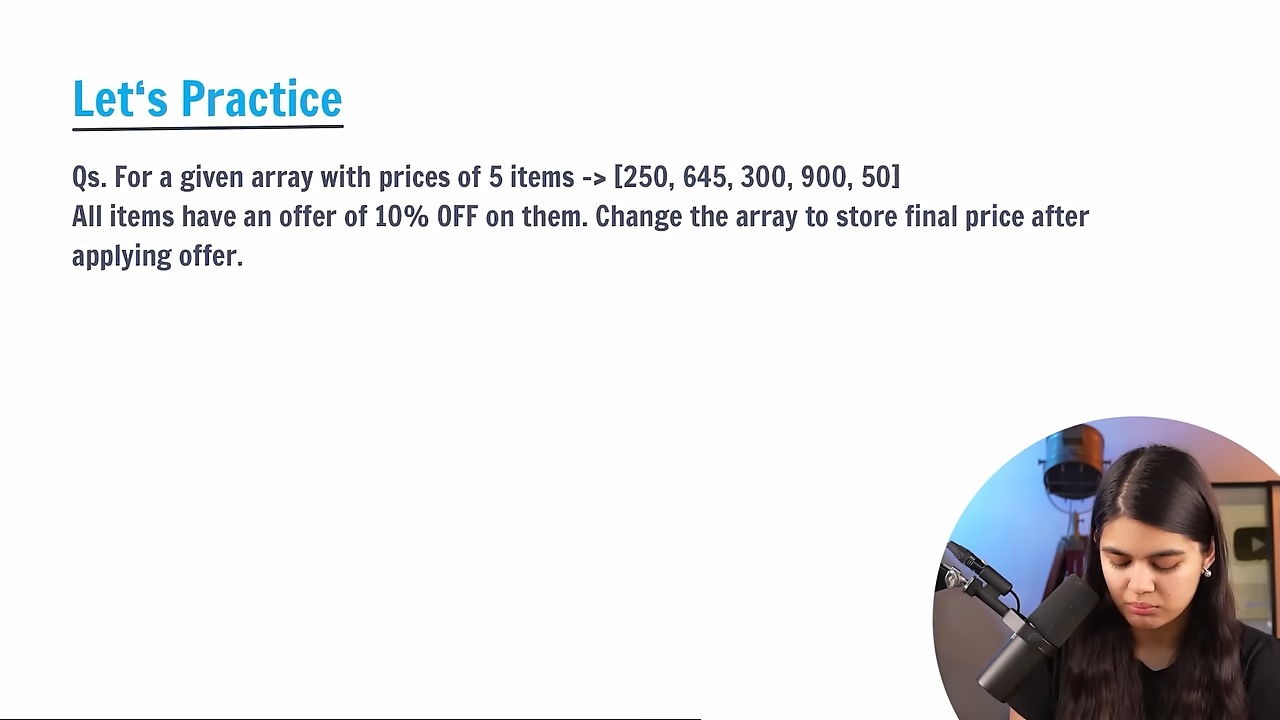 Let‘s Practice
Qs. For a given array with prices of 5 items -> [250, 645, 300, 900, 50]
All items have an offer of 10% OFF on them. Change the array to store final price after
applying offer.